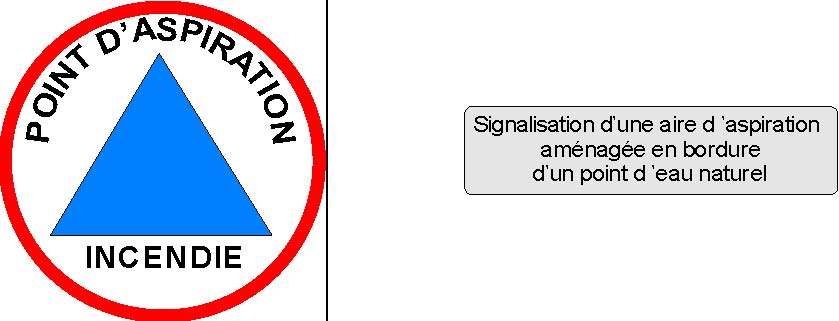 POINT D'ASPIRATION
INCENDIE
Signalisation d'une aire d 'aspiration
aménagée en bordure
d'un point d 'eau naturel